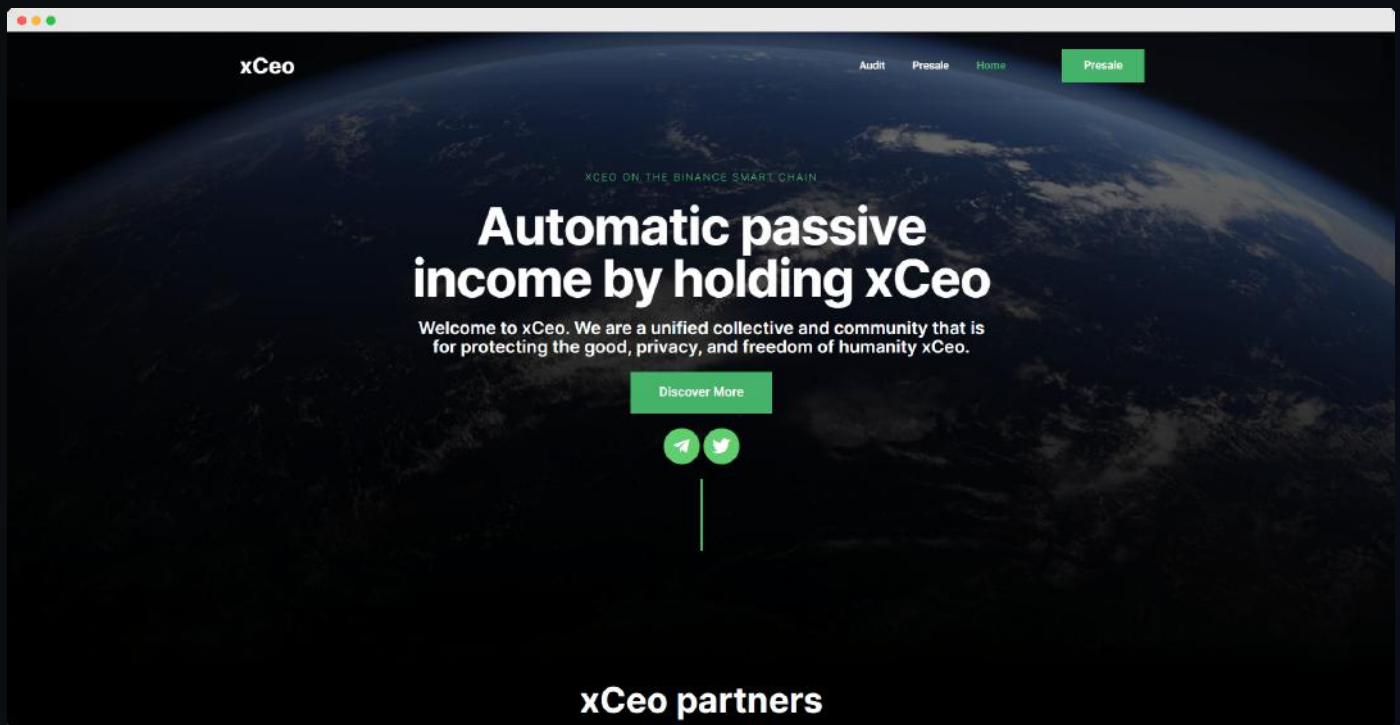 xCeo
Audit
Presale
Home
Presale
XCEO ON THE BINANCE SMART CHAIN
Automatic passive
income by holding xCeo
Welcome to xCeo. We are a unified collective and community that is
for protecting the good, privacy, and freedom of humanity xCeo.
Discover More
xCeo partners